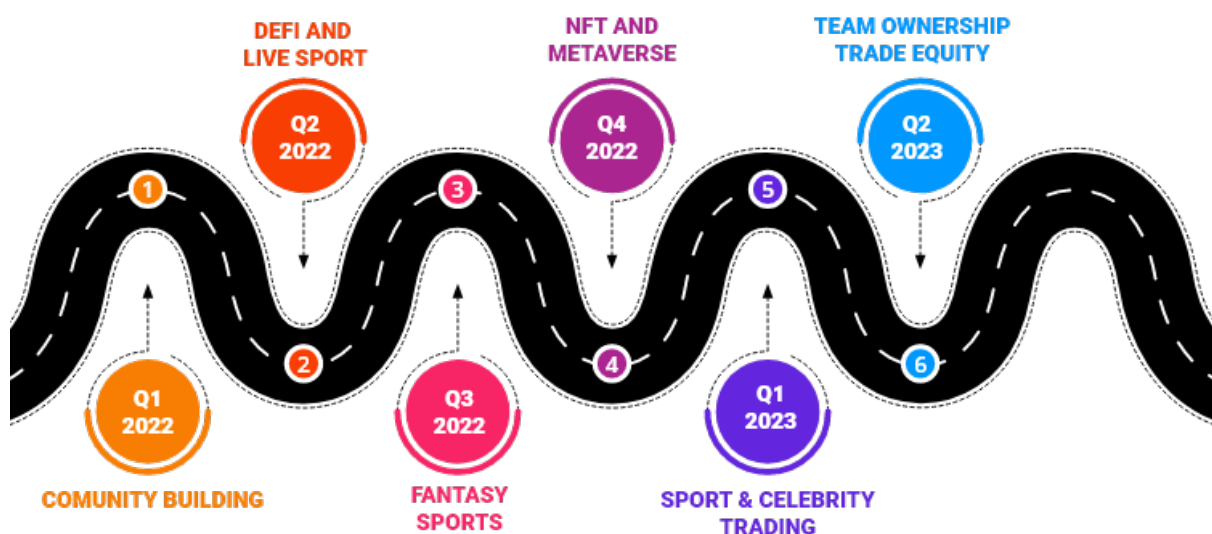 DEFI AND
LIVE SPORT
NFT AND
METAVERSE
TEAM OWNERSHIP
TRADE EQUITY
Q2
2022
Q4
2022
Q2
2023
1
3
5
2
4
6
Q1
2022
Q3
2022
Q1
2023
COMUNITY BUILDING
FANTASY
SPORTS
SPORT & CELEBRITY
TRADING